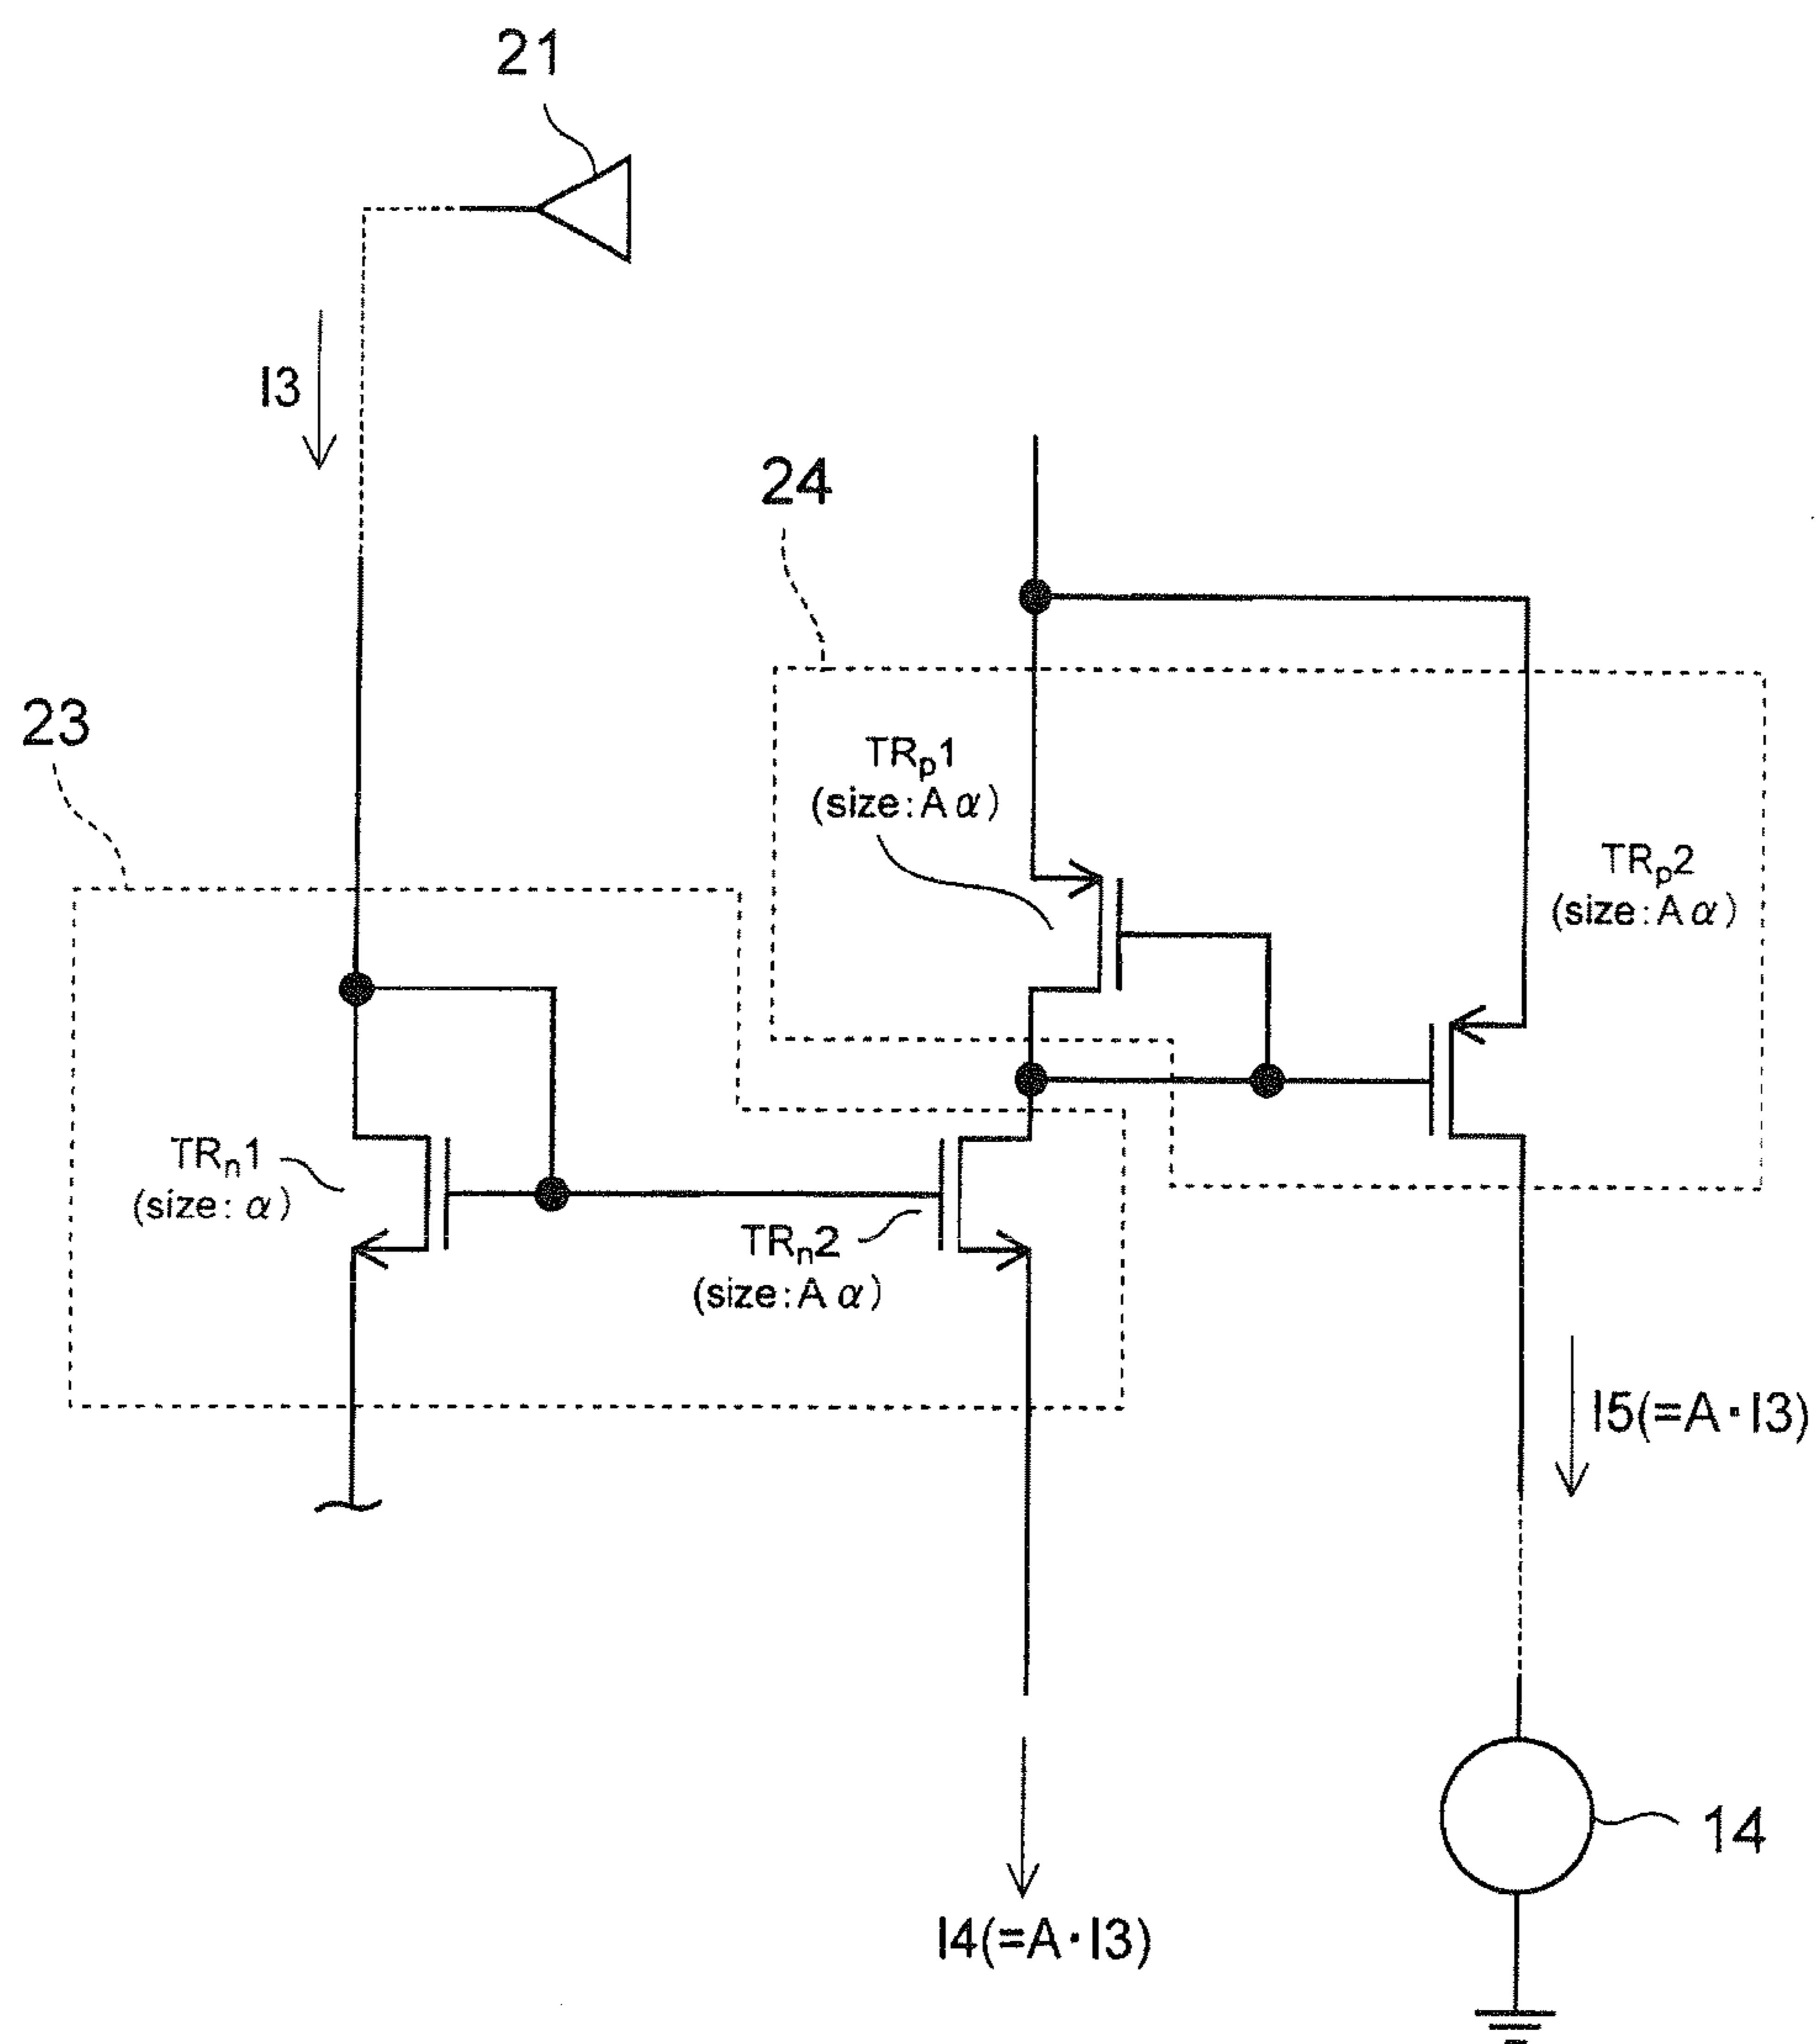 21
I3
24
23
TRp1
(size:Aα)
TRp2
(size:Aα)
TRn1
(size:α)
TRn2
(size:Aα)
I5(=A·I3)
14
I4(=A·I3)